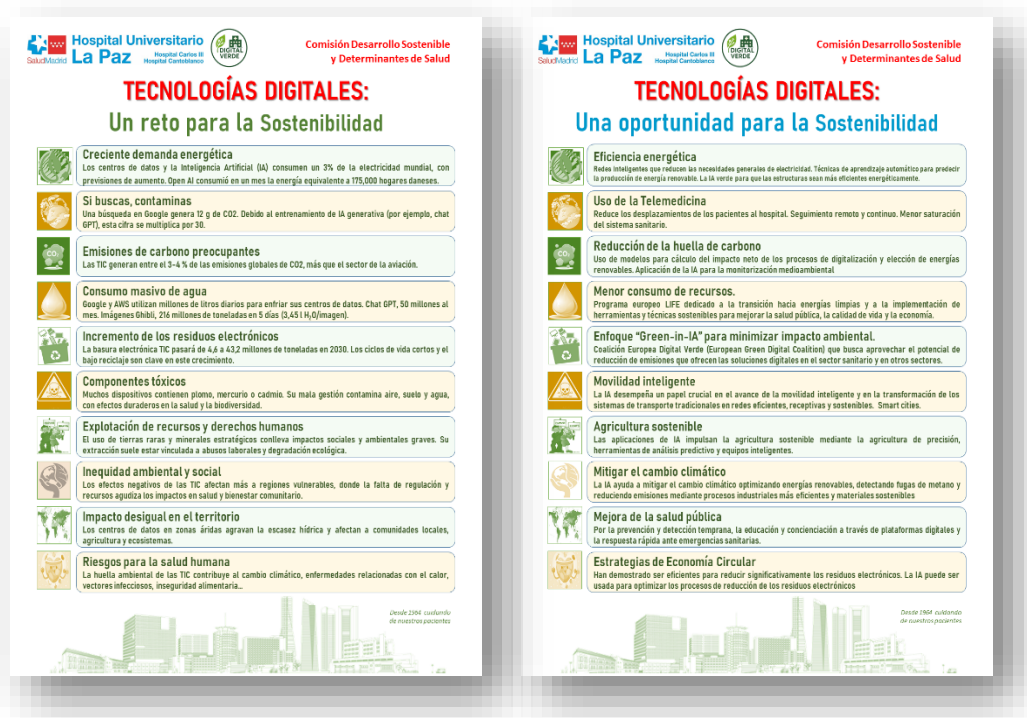 SaludMadrid
Hospital Universitario
La Paz
Hospital Carlos III
Hospital Cantoblanco
DIGITAL
VERDE
Comisión Desarrollo Sostenible
y Determinantes de Salud
TECNOLOGÍAS DIGITALES:
Un reto para la Sostenibilidad
Creciente demanda energética
Los centros de datos y la Inteligencia Artificial (IA) consumen un 3% de la electricidad mundial, con
previsiones de aumento. Open AI consumió en un mes la energía equivalente a 175,000 hogares daneses.
Si buscas, contaminas
Una búsqueda en Google genera 12 g de CO2. Debido al entrenamiento de IA generativa (por ejemplo, chat
GPT), esta cifra se multiplica por 30.
CO₂
Emisiones de carbono preocupantes
Las TIC generan entre el 3-4 % de las emisiones globales de CO2, más que el sector de la aviación.
Consumo masivo de agua
Google y AWS utilizan millones de litros diarios para enfriar sus centros de datos. Chat GPT, 50 millones al
mes. Imágenes Ghibli, 216 millones de toneladas en 5 días (3,45 l H₂O/imagen).
Incremento de los residuos electrónicos
La basura electrónica TIC pasará de 4,6 a 43,2 millones de toneladas en 2030. Los ciclos de vida cortos y el
bajo reciclaje son clave en este crecimiento.
Componentes tóxicos
Muchos dispositivos contienen plomo, mercurio o cadmio. Su mala gestión contamina aire, suelo y agua,
con efectos duraderos en la salud y la biodiversidad.
Explotación de recursos y derechos humanos
El uso de tierras raras y minerales estratégicos conlleva impactos sociales y ambientales graves. Su
extracción suele estar vinculada a abusos laborales y degradación ecológica.
Inequidad ambiental y social
Los efectos negativos de las TIC afectan más a regiones vulnerables, donde la falta de regulación y
recursos agudiza los impactos en salud y bienestar comunitario.
Impacto desigual en el territorio
Los centros de datos en zonas áridas agravan la escasez hídrica y afectan a comunidades locales,
agricultura y ecosistemas.
Riesgos para la salud humana
La huella ambiental de las TIC contribuye al cambio climático, enfermedades relacionadas con el calor,
vectores infecciosos, inseguridad alimentaria...
Desde 1964 cuidando
de nuestros pacientes
SaludMadrid
Hospital Universitario
La Paz
Hospital Carlos III
Hospital Cantoblanco
DIGITAL
VERDE
Comisión Desarrollo Sostenible
y Determinantes de Salud
TECNOLOGÍAS DIGITALES:
Una oportunidad para la Sostenibilidad
Eficiencia energética
Redes inteligentes que reducen las necesidades generales de electricidad. Técnicas de aprendizaje automático para predecir
la producción de energía renovable. La IA verde para que las estructuras sean más eficientes energéticamente.
Uso de la Telemedicina
Reduce los desplazamientos de los pacientes al hospital. Seguimiento remoto y continuo. Menor saturación
del sistema sanitario.
CO₂
Reducción de la huella de carbono
Uso de modelos para cálculo del impacto neto de los procesos de digitalización y elección de energías
renovables. Aplicación de la IA para la monitorización medioambiental
Menor consumo de recursos.
Programa europeo LIFE dedicado a la transición hacia energías limpias y a la implementación de
herramientas y técnicas sostenibles para mejorar la salud pública, la calidad de vida y la economía.
Enfoque “Green-in-IA” para minimizar impacto ambiental.
Coalición Europea Digital Verde (European Green Digital Coalition) que busca aprovechar el potencial de
reducción de emisiones que ofrecen las soluciones digitales en el sector sanitario y en otros sectores.
Movilidad inteligente
La IA desempeña un papel crucial en el avance de la movilidad inteligente y en la transformación de los
sistemas de transporte tradicionales en redes eficientes, receptivas y sostenibles. Smart cities.
Agricultura sostenible
Las aplicaciones de IA impulsan la agricultura sostenible mediante la agricultura de precisión,
herramientas de análisis predictivo y equipos inteligentes.
Mitigar el cambio climático
La IA ayuda a mitigar el cambio climático optimizando energías renovables, detectando fugas de metano y
reduciendo emisiones mediante procesos industriales más eficientes y materiales sostenibles
Mejora de la salud pública
Por la prevención y detección temprana, la educación y concienciación a través de plataformas digitales y
la respuesta rápida ante emergencias sanitarias.
Estrategias de Economía Circular
Han demostrado ser eficientes para reducir significativamente los residuos electrónicos. La IA puede ser
usada para optimizar los procesos de reducción de los residuos electrónicos
Desde 1964 cuidando
de nuestros pacientes